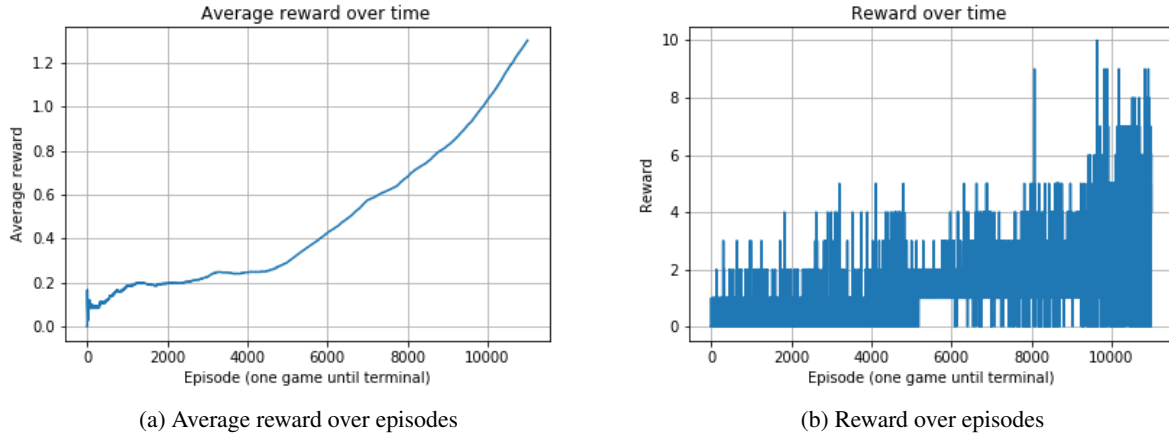 Average reward over time
1.2
1.0
0.8
0.6
0.4
0.2
0.0
Average reward
0 2000 4000 6000 8000 10000
Episode (one game until terminal)
(a) Average reward over episodes
Reward over time
10
8
6
4
2
0
Reward
0 2000 4000 6000 8000 10000
Episode (one game until terminal)
(b) Reward over episodes